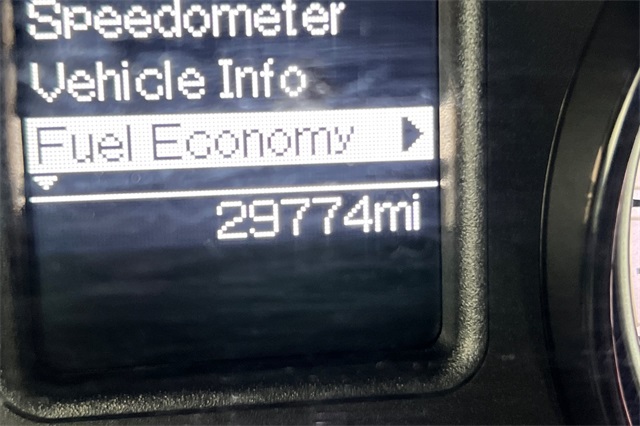 Speedometer
Vehicle Info
Fuel Economy
29774mi